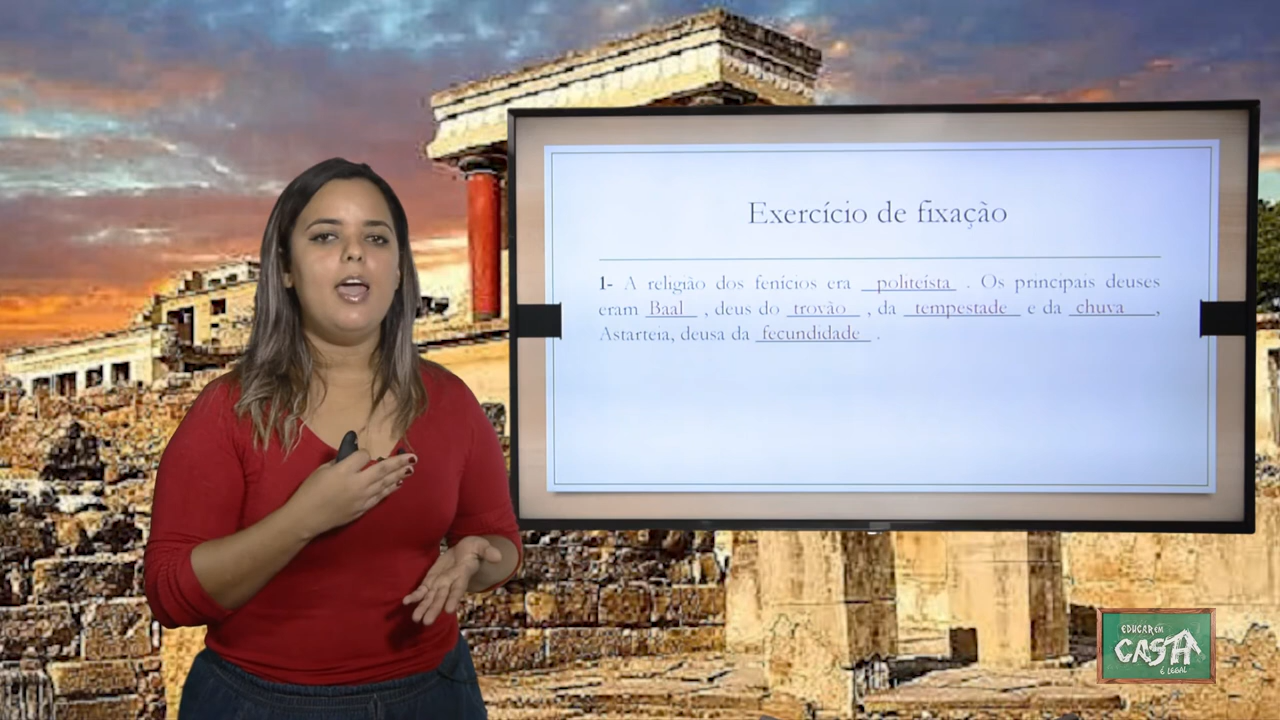 Exercício de fixação
1- A religião dos fenícios era politeísta . Os principais deuses
eram Baal , deus do trovão , da tempestade e da chuva ,
Astarteia, deusa da fecundidade .
EDUCAR EM
CASA
É LEGAL